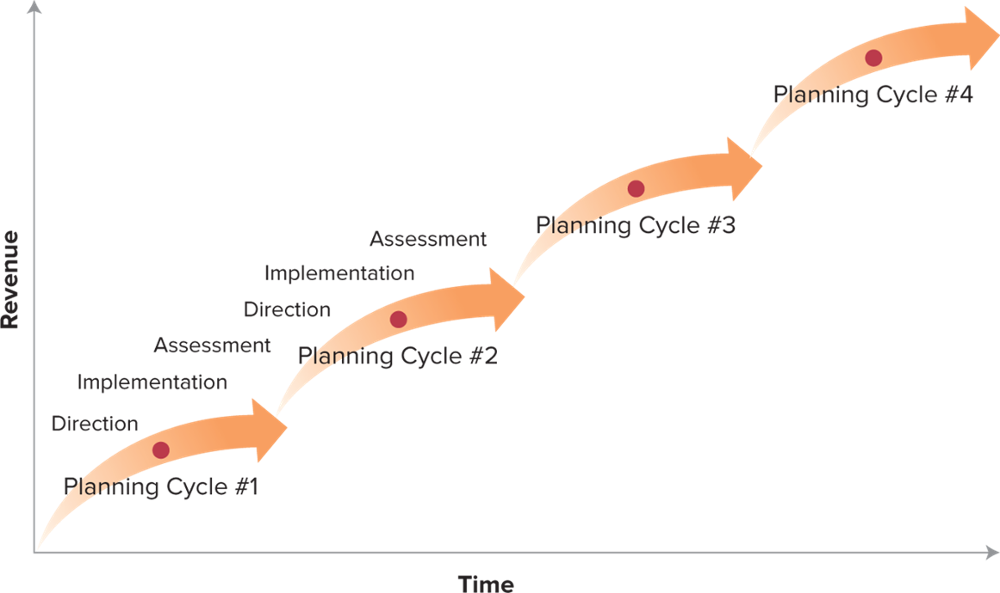 Planning Cycle #4
Planning Cycle #3
Assessment
Implementation
Direction
Planning Cycle #2
Assessment
Implementation
Direction
Planning Cycle #1
Revenue
Time